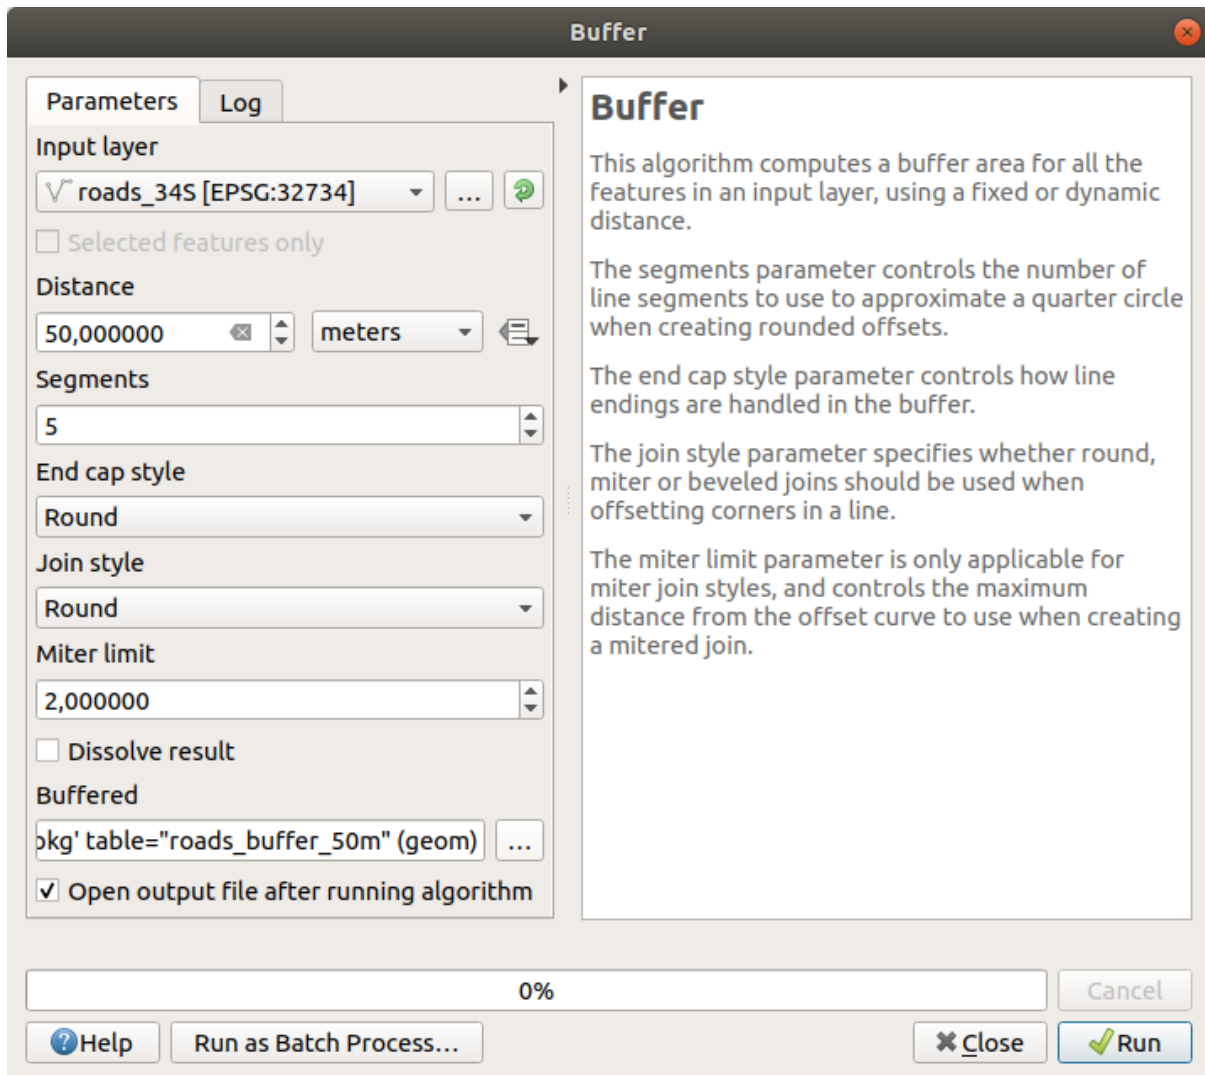 Buffer
Parameters
Log
Input layer
roads_34S [EPSG:32734]
...
Selected features only
Distance
50,000000
meters
Segments
5
End cap style
Round
Join style
Round
Miter limit
2,000000
Dissolve result
Buffered
okg' table="roads_buffer_50m" (geom)
...
Open output file after running algorithm
Buffer
This algorithm computes a buffer area for all the
features in an input layer, using a fixed or dynamic
distance.
The segments parameter controls the number of
line segments to use to approximate a quarter circle
when creating rounded offsets.
The end cap style parameter controls how line
endings are handled in the buffer.
The join style parameter specifies whether round,
miter or beveled joins should be used when
offsetting corners in a line.
The miter limit parameter is only applicable for
miter join styles, and controls the maximum
distance from the offset curve to use when creating
a mitered join.
0%
Cancel
Help
Run as Batch Process...
Close
Run